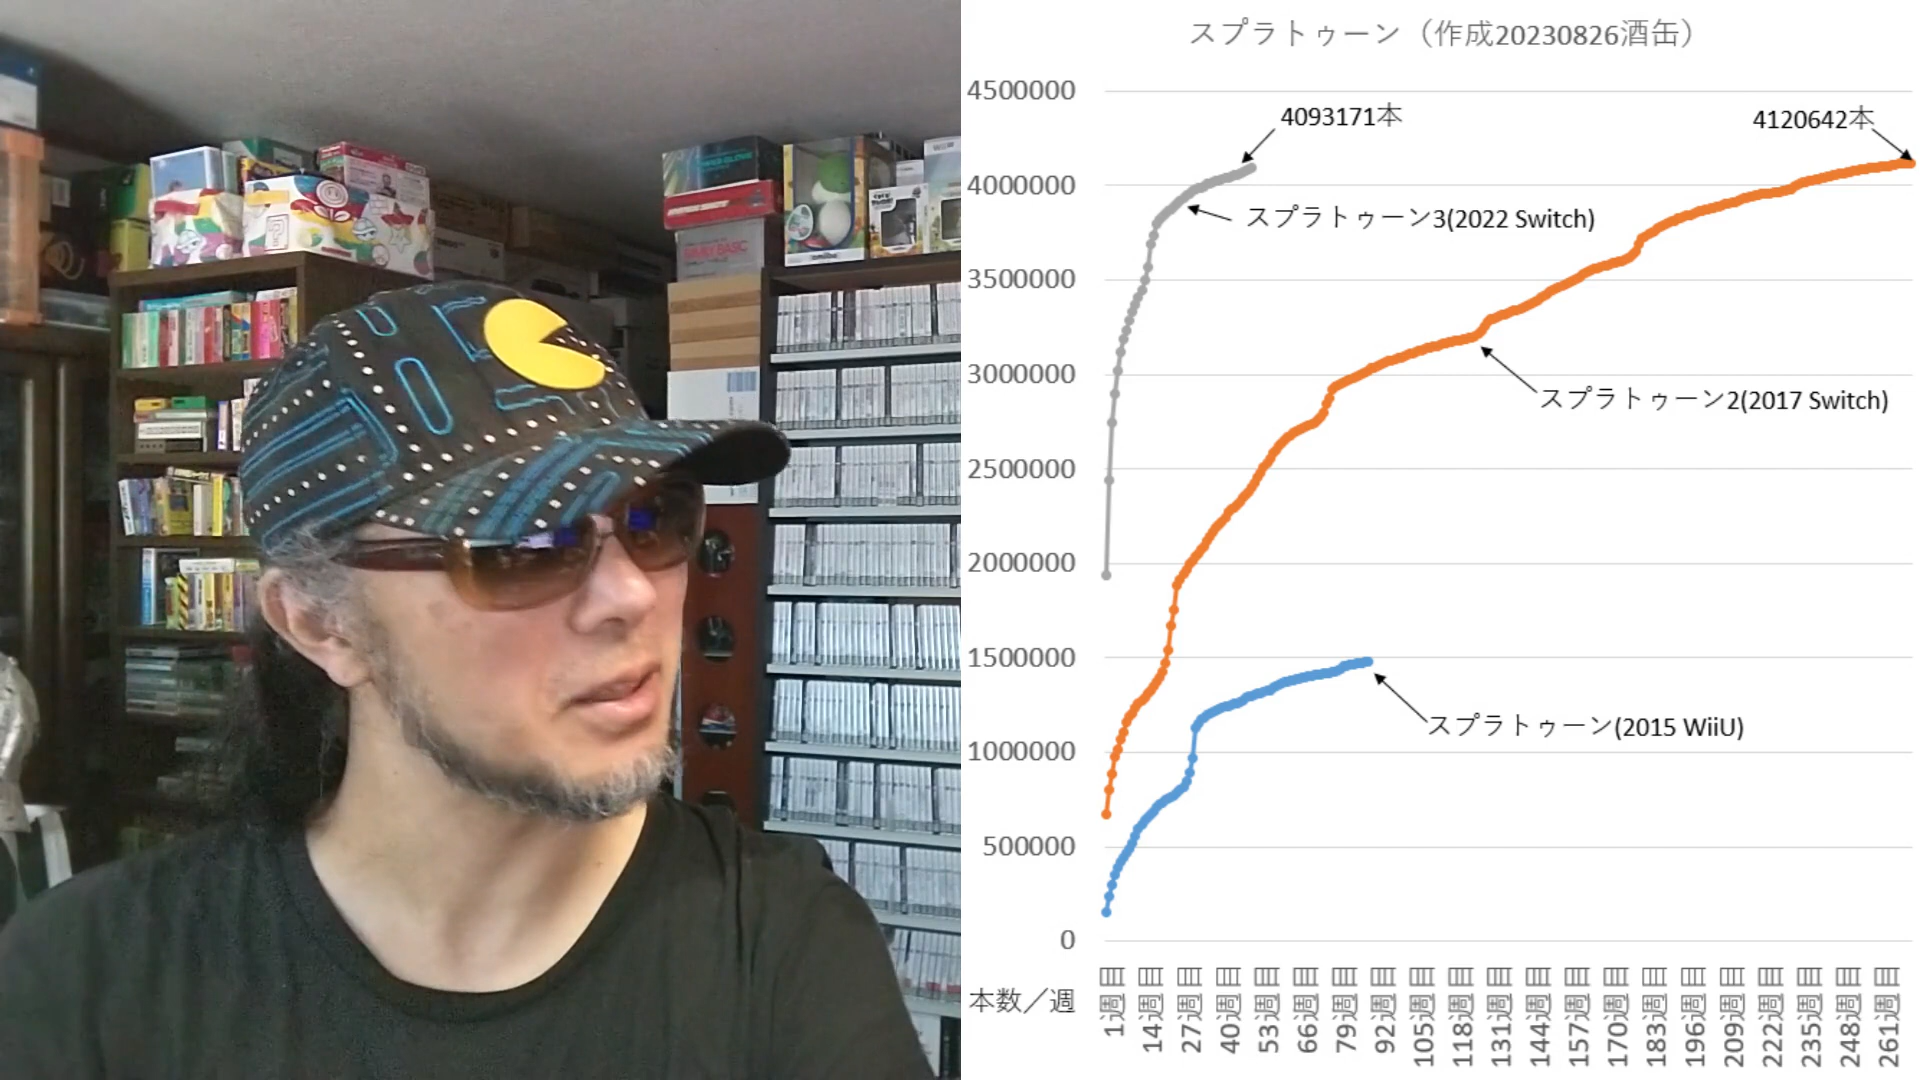 スプラトゥーン（作成20230826酒缶）
4500000
4000000
3500000
3000000
2500000
2000000
1500000
1000000
500000
0
4093171本
4120642本
スプラトゥーン3(2022 Switch)
スプラトゥーン2(2017 Switch)
スプラトゥーン(2015 WiiU)
本数／週
1週目
14週目
27週目
40週目
53週目
66週目
79週目
92週目
105週目
118週目
131週目
144週目
157週目
170週目
183週目
196週目
209週目
222週目
235週目
248週目
261週目